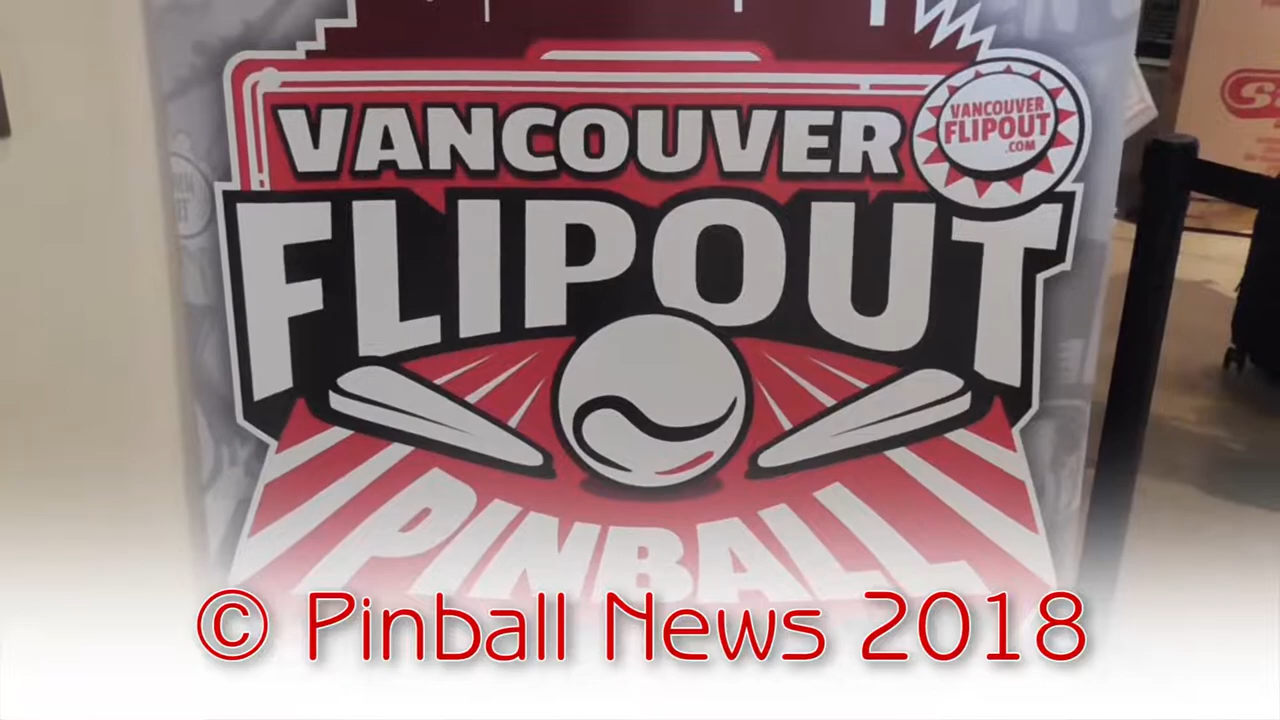 VANCOUVER
VANCOUVER
FLIPOUT
.COM
FLIPOUT
PINBALL
© Pinball News 2018